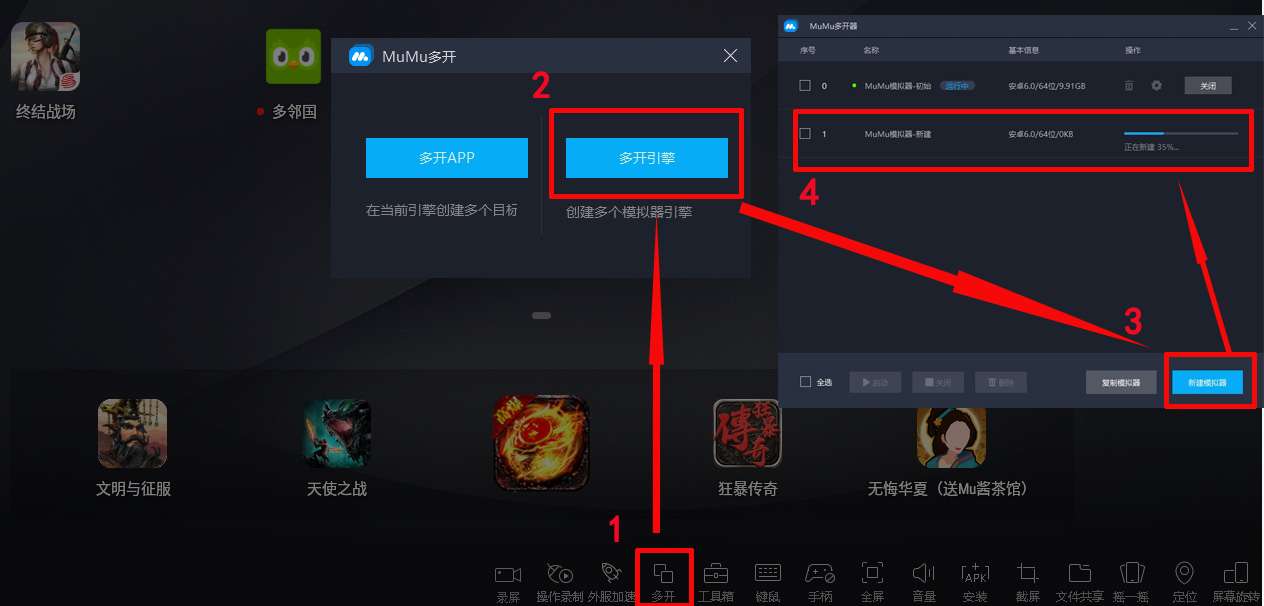 终结战场
多邻国
MuMu多开
2
多开APP
多开引擎
在当前引擎创建多个目标
创建多个模拟器引擎
MuMu多开器
序号 名称 基本信息 操作
0 MuMu模拟器-初始 运行中 安卓6.0/64位/9.91GB 关闭
1 MuMu模拟器-新建 安卓6.0/64位/0KB
正在新建 35%...
4
3
全选 启动 关闭 删除 复制模拟器 新建模拟器
傳 狂暴奇
文明与征服
天使之战
狂暴传奇
无悔华夏（送Mu酱茶馆）
1
APK
录屏 操作录制 外服加速 多开 工具箱 键鼠 手柄 全屏 音量 安装 截屏 文件共享 摇一摇 定位 屏幕旋转